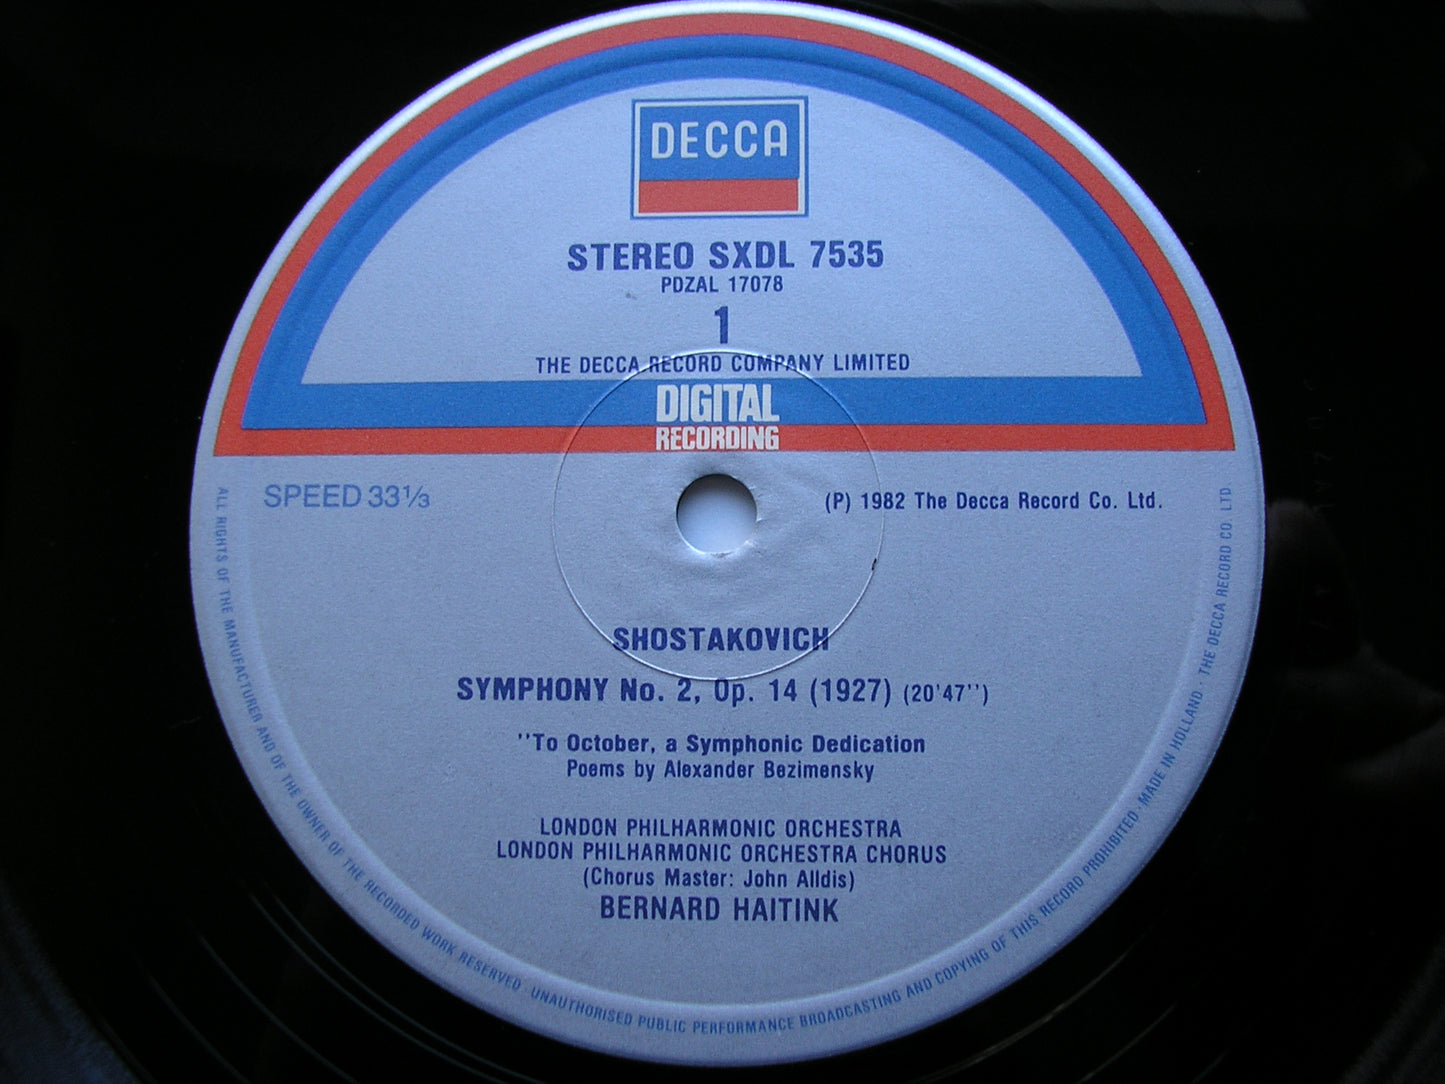 DECCA
STEREO SXDL 7535
PDZAL 17078
1
THE DECCA RECORD COMPANY LIMITED
DIGITAL
RECORDING
SPEED 33⅓
(P) 1982 The Decca Record Co. Ltd.
SHOSTAKOVICH
SYMPHONY No. 2, Op. 14 (1927) (20'47'')
''To October, a Symphonic Dedication
Poems by Alexander Bezimensky
LONDON PHILHARMONIC ORCHESTRA
LONDON PHILHARMONIC ORCHESTRA CHORUS
(Chorus Master: John Alldis)
BERNARD HAITINK
ALL RIGHTS OF THE MANUFACTURER AND OF THE OWNER OF THE RECORDED WORK RESERVED · UNAUTHORISED PUBLIC PERFORMANCE BROADCASTING AND COPYING OF THIS RECORD PROHIBITED · MADE IN HOLLAND · THE DECCA RECORD CO. LTD.